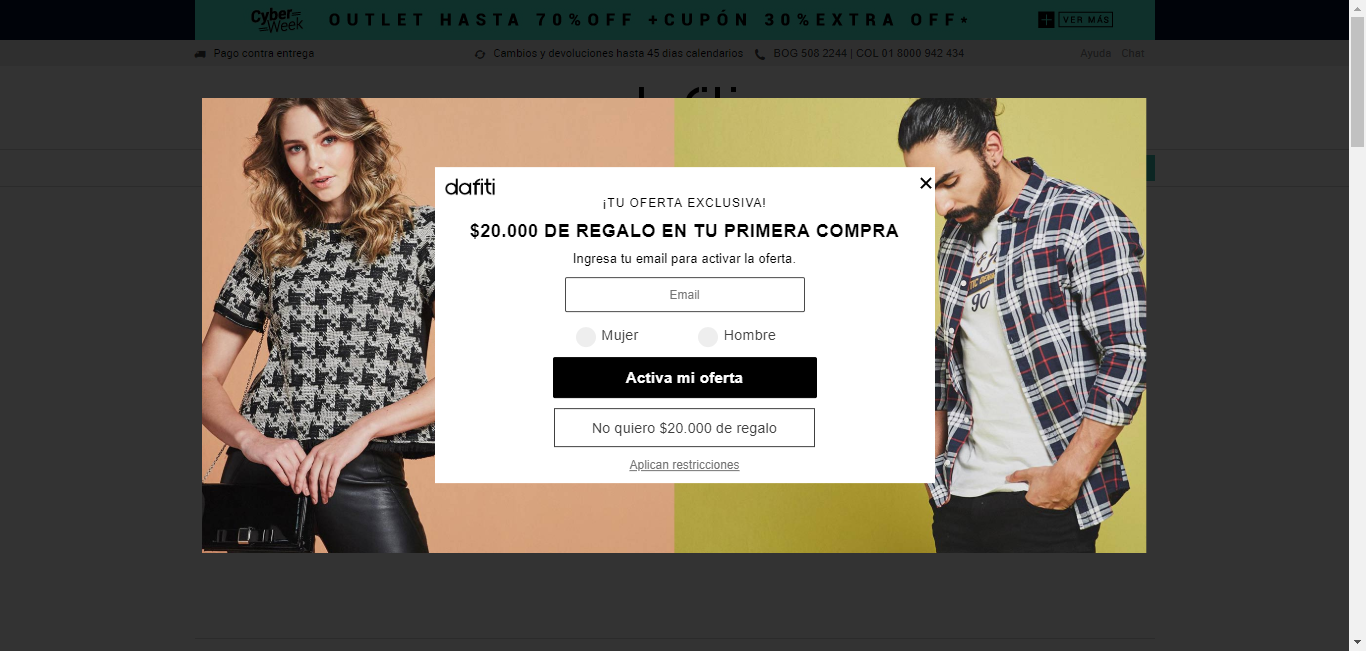 Cyber Week
OUTLET HASTA 70%OFF +CUPÓN 30%EXTRA OFF*
+ VER MÁS
Pago contra entrega
Cambios y devoluciones hasta 45 dias calendarios
BOG 508 2244 | COL 01 8000 942 434
Ayuda
Chat
dafiti
¡TU OFERTA EXCLUSIVA!
$20.000 DE REGALO EN TU PRIMERA COMPRA
Ingresa tu email para activar la oferta.
Email
Mujer
Hombre
Activa mi oferta
No quiero $20.000 de regalo
Aplican restricciones
90